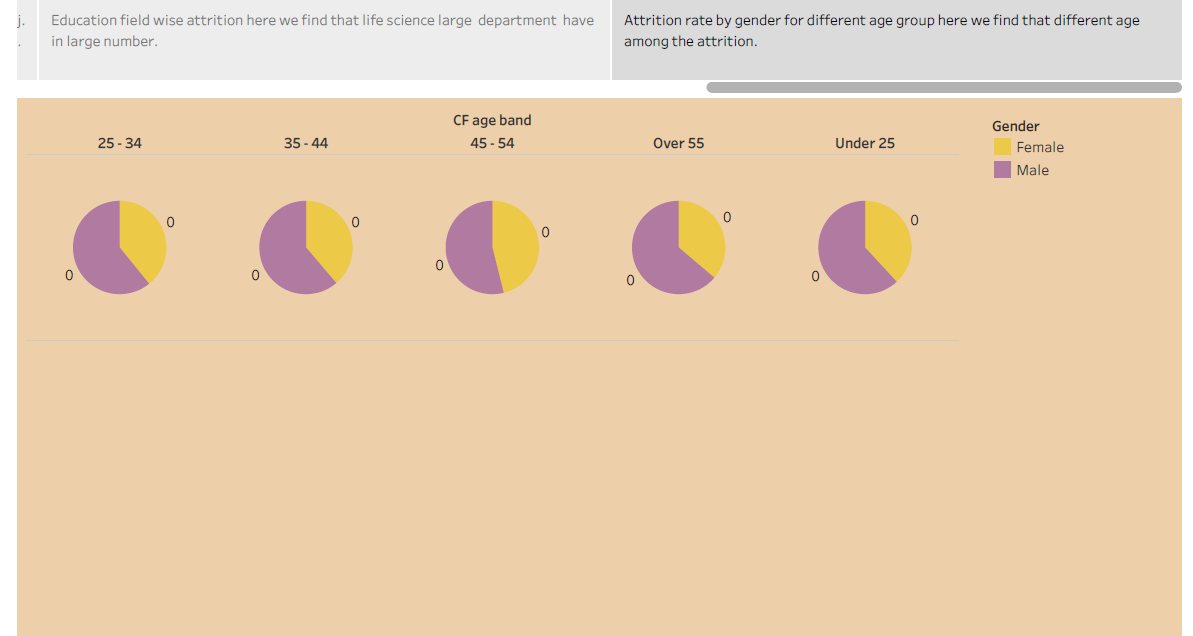 j.
.
Education field wise attrition here we find that life science large  department  have
in large number.
Attrition rate by gender for different age group here we find that different age
among the attrition.
CF age band
25 - 34 35 - 44 45 - 54 Over 55 Under 25
Gender
Female
Male
0 0 0 0 0
0 0 0 0 0